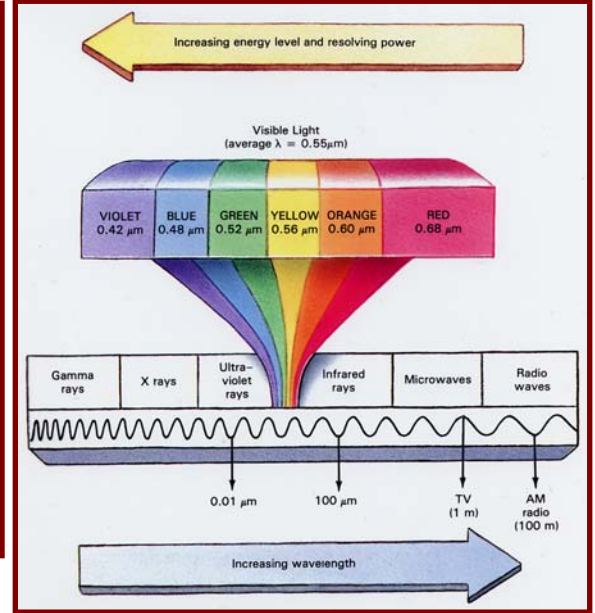 Increasing energy level and resolving power
Visible Light
(average λ = 0.55μm)
VIOLET
0.42 μm
BLUE
0.48 μm
GREEN
0.52 μm
YELLOW
0.56 μm
ORANGE
0.60 μm
RED
0.68 μm
Gamma
rays
X rays
Ultra-
violet
rays
Infrared
rays
Microwaves
Radio
waves
0.01 μm
100 μm
TV
(1 m)
AM
radio
(100 m)
Increasing wavelength